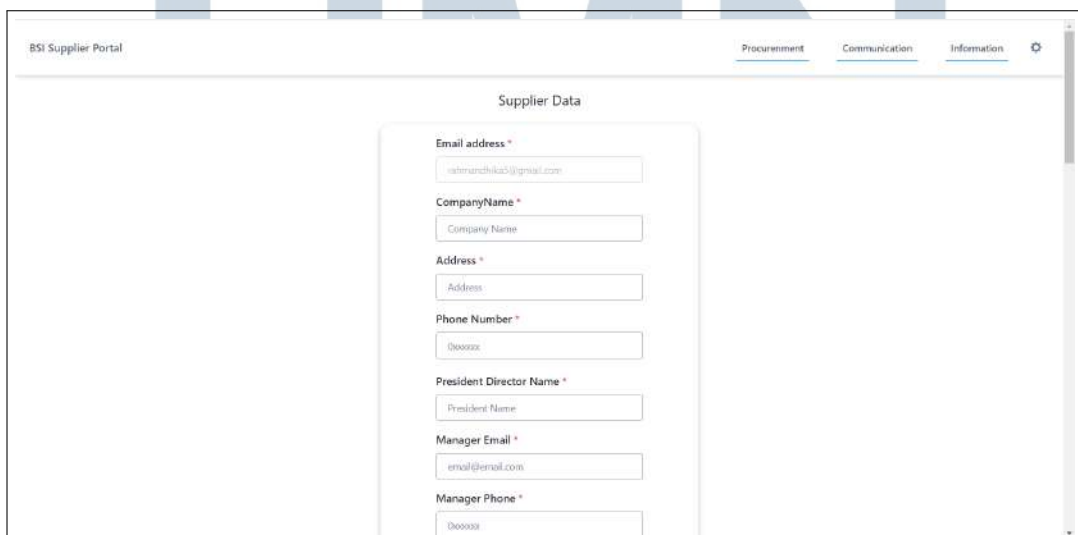 BSI Supplier Portal
Procurenment
Communication
Information
Supplier Data
Email address *
CompanyName *
Company Name
Address *
Address
Phone Number *
President Director Name *
President Name
Manager Email *
email@email.com
Manager Phone *